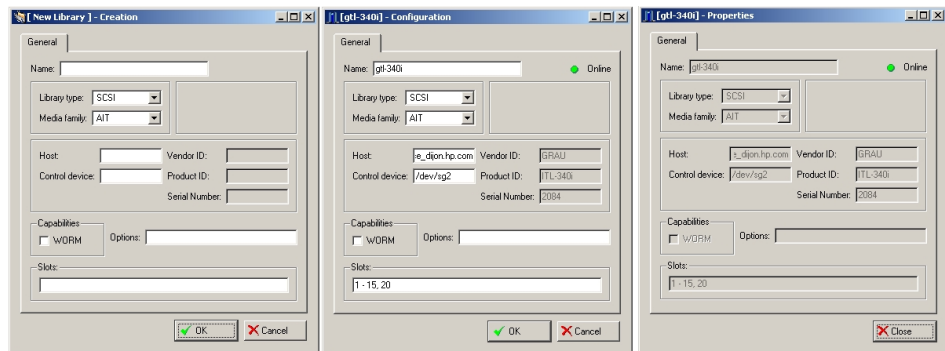 [ New Library ] - Creation
General
Name:
Library type: SCSI
Media family: AIT
Host: Vendor ID:
Control device: Product ID:
Serial Number:
Capabilities
WORM
Options:
Slots:
OK Cancel
[gtl-340i] - Configuration
General
Name: gtl-340i Online
Library type: SCSI
Media family: AIT
Host: e_dijon.hp.com Vendor ID: GRAU
Control device: /dev/sg2 Product ID: ITL-340i
Serial Number: 2084
Capabilities
WORM
Options:
Slots:
1 - 15, 20
OK Cancel
[gtl-340i] - Properties
General
Name: gtl-340i Online
Library type: SCSI
Media family: AIT
Host: e_dijon.hp.com Vendor ID: GRAU
Control device: /dev/sg2 Product ID: ITL-340i
Serial Number: 2084
Capabilities
WORM
Options:
Slots:
1 - 15, 20
Close